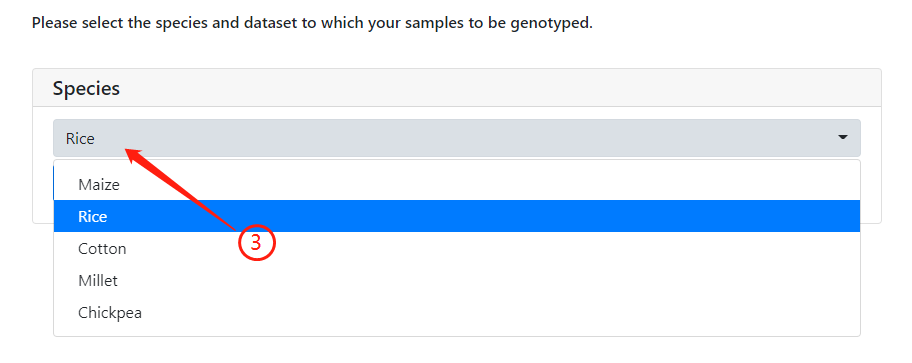 Please select the species and dataset to which your samples to be genotyped.
Species
Rice
Maize
Rice
3
Cotton
Millet
Chickpea